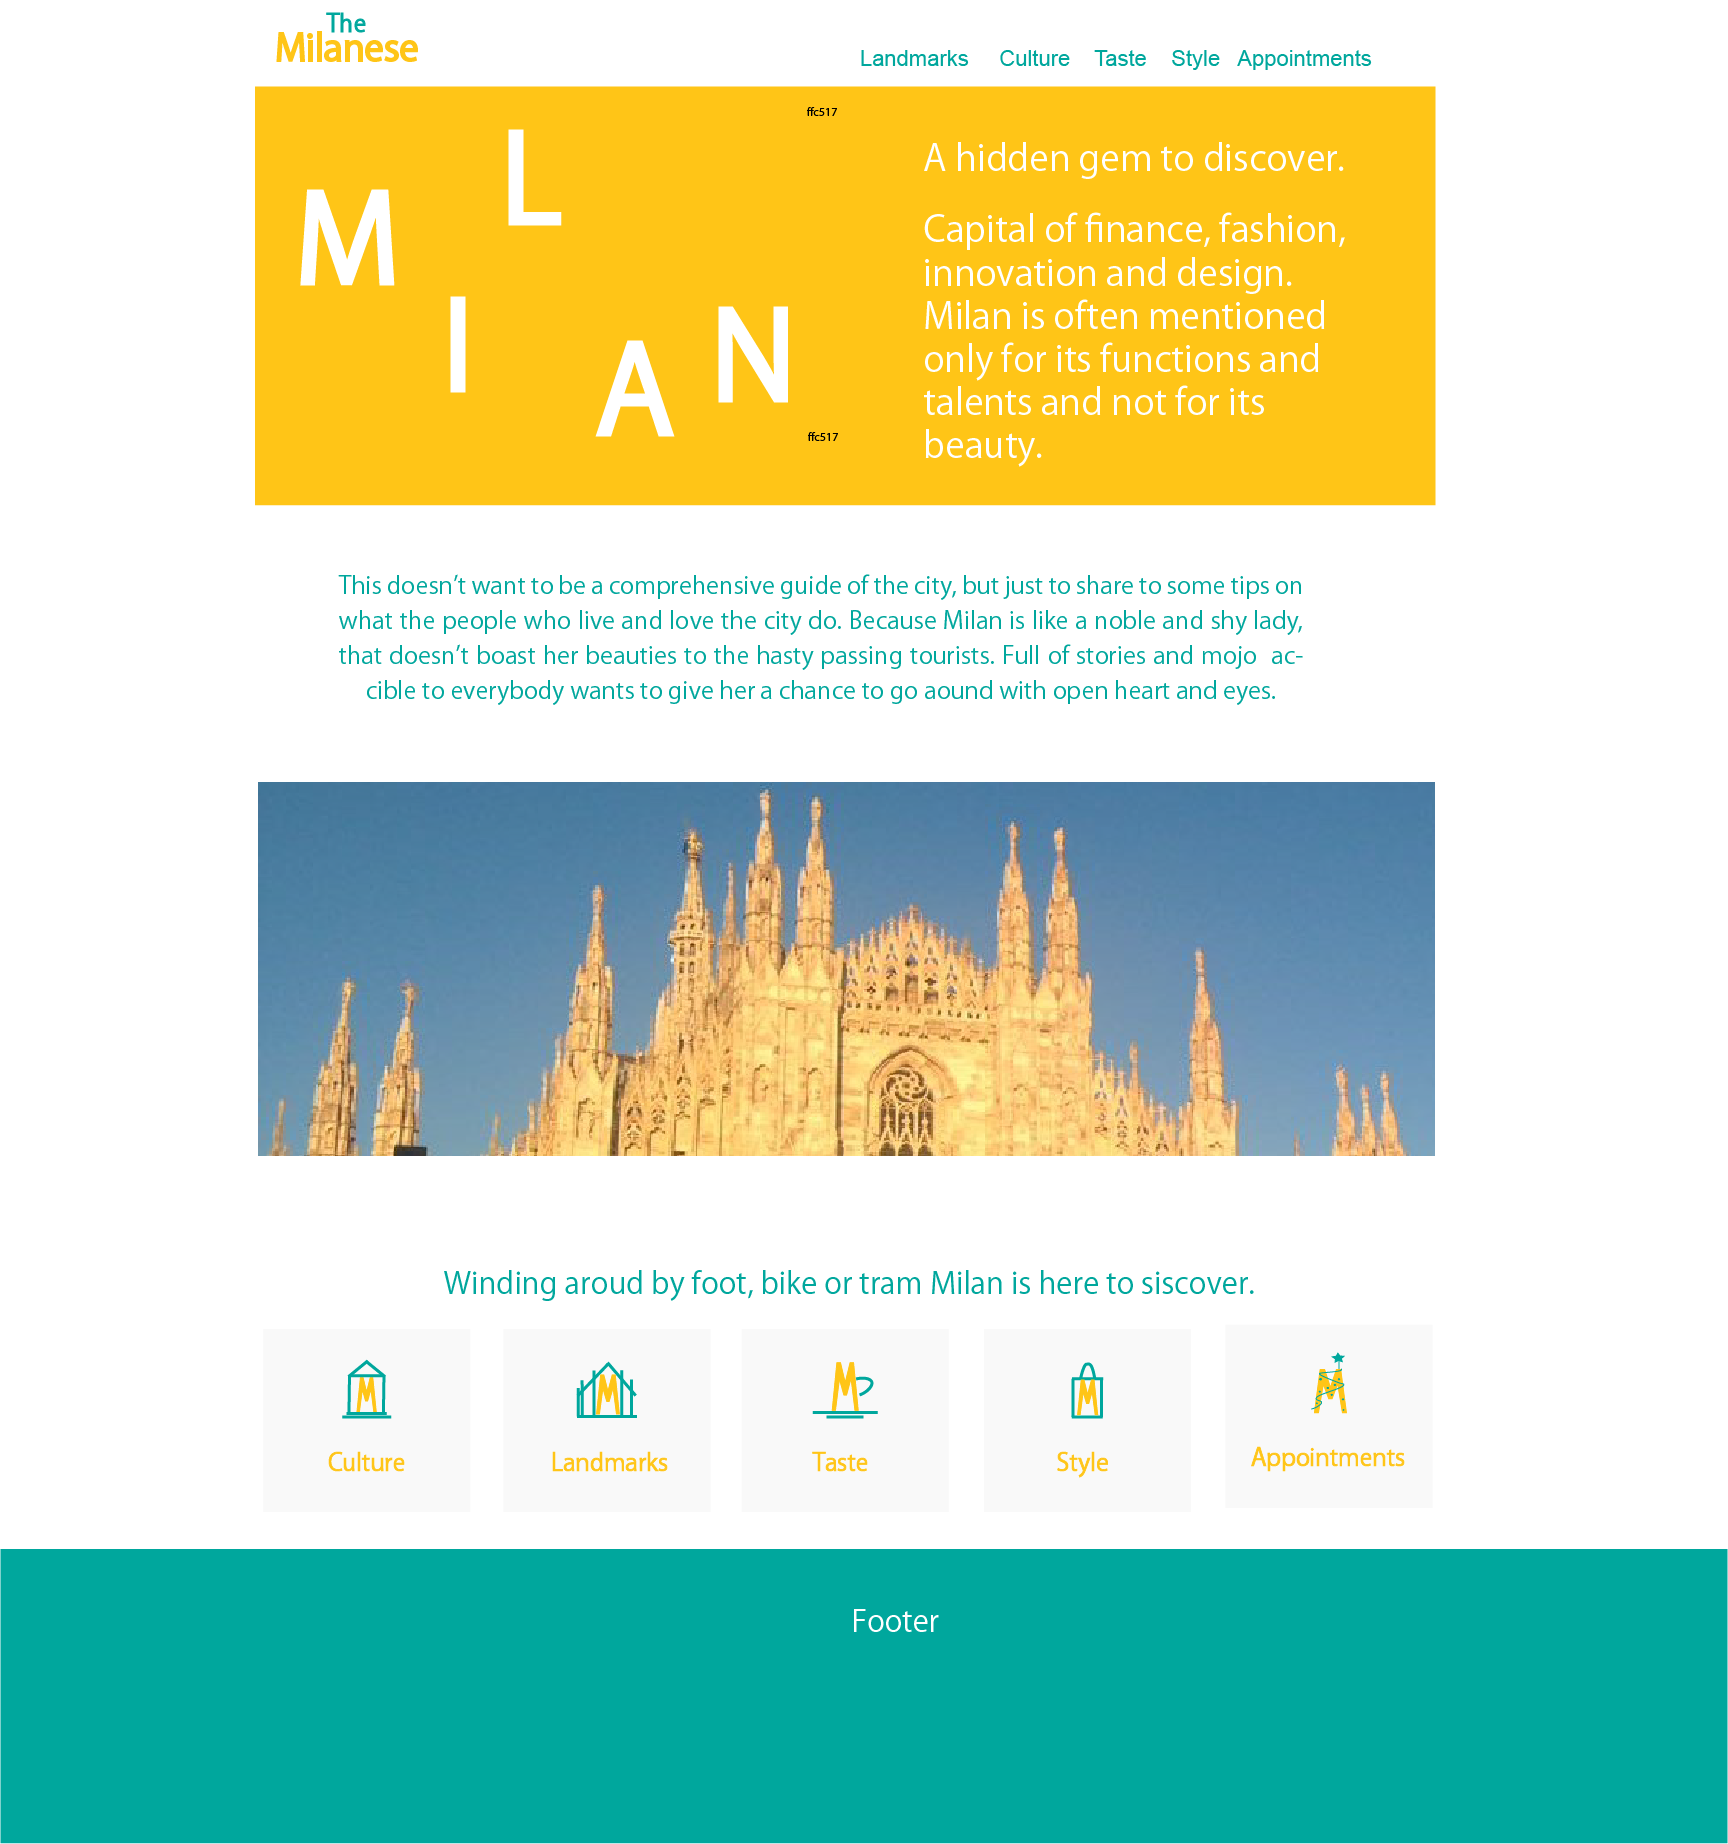 The
Milanese
Landmarks Culture Taste Style Appointments
ffc517
M I L A N
ffc517
A hidden gem to discover.
Capital of finance, fashion,
innovation and design.
Milan is often mentioned
only for its functions and
talents and not for its
beauty.
This doesn’t want to be a comprehensive guide of the city, but just to share to some tips on
what the people who live and love the city do. Because Milan is like a noble and shy lady,
that doesn’t boast her beauties to the hasty passing tourists. Full of stories and mojo ac-
cible to everybody wants to give her a chance to go aound with open heart and eyes.
Winding aroud by foot, bike or tram Milan is here to siscover.
M M M M M
Culture Landmarks Taste Style Appointments
Footer